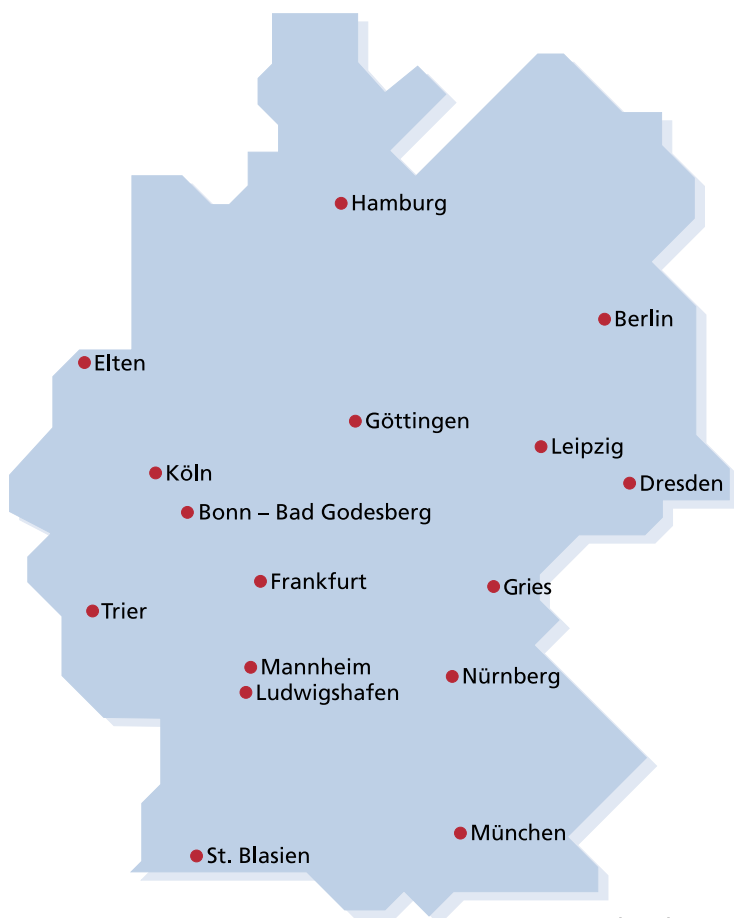 Hamburg
Berlin
Elten
Göttingen
Leipzig
Köln
Dresden
Bonn – Bad Godesberg
Frankfurt
Gries
Trier
Mannheim
Nürnberg
Ludwigshafen
München
St. Blasien